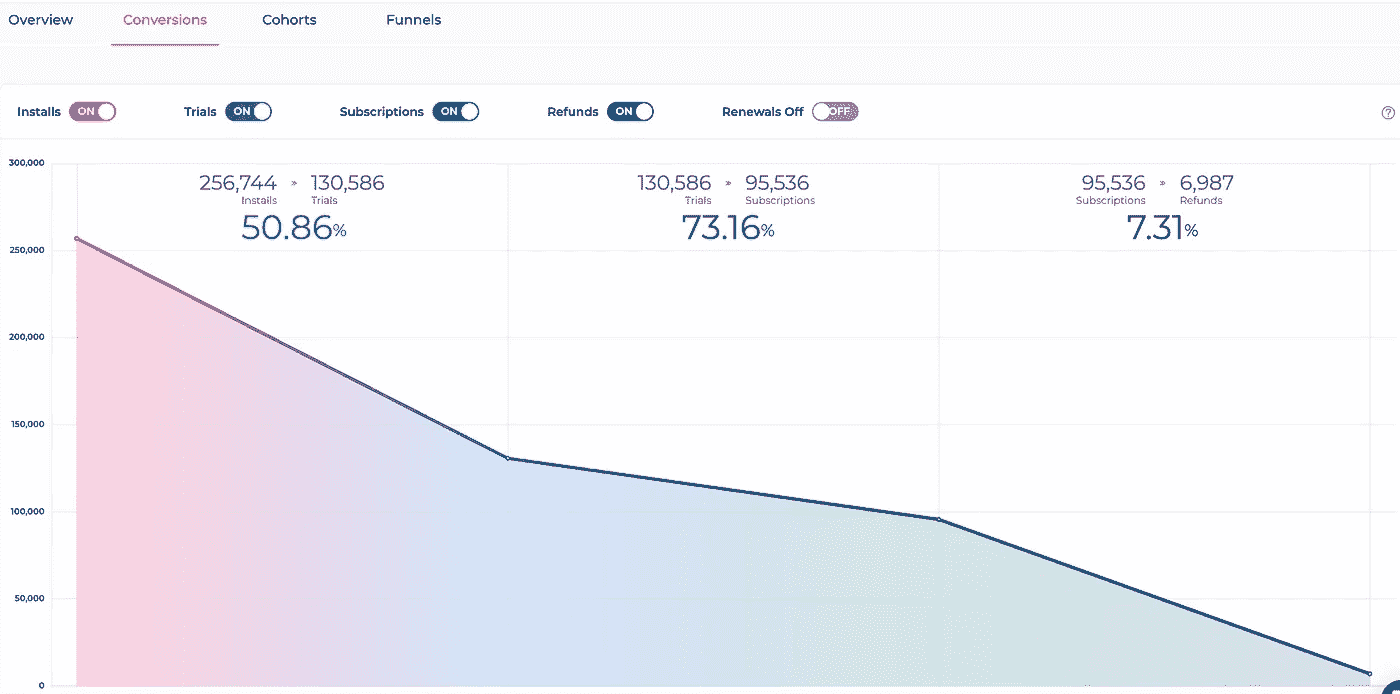 Overview Conversions Cohorts Funnels
Installs ON Trials ON Subscriptions ON Refunds ON Renewals Off OFF ?
300,000
256,744 » 130,586 130,586 » 95,536 95,536 » 6,987
Installs Trials Trials Subscriptions Subscriptions Refunds
50.86% 73.16% 7.31%
250,000
200,000
150,000
100,000
50,000
0